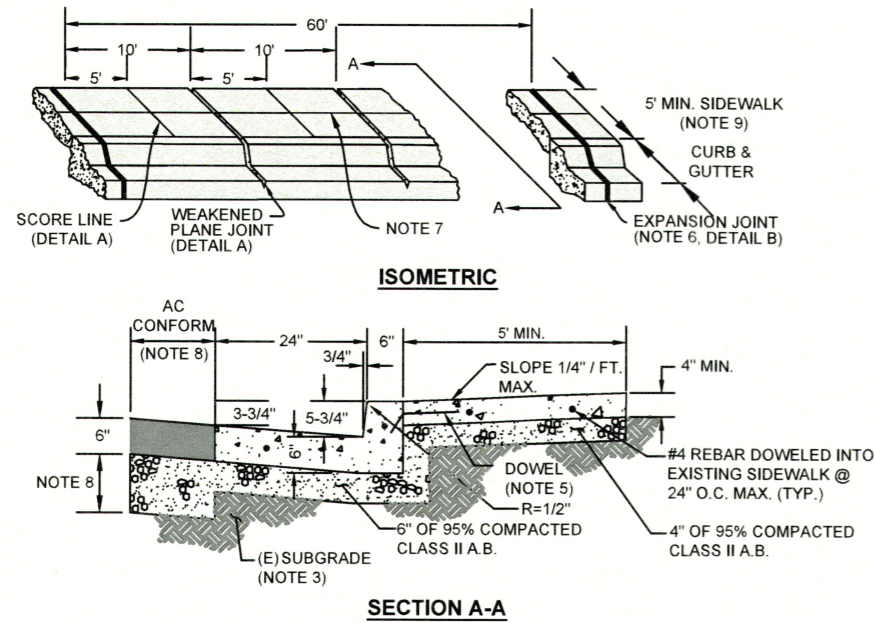 60'
10'
10'
5'
5'
A
5' MIN. SIDEWALK
(NOTE 9)
CURB &
GUTTER
A
SCORE LINE
(DETAIL A)
WEAKENED
PLANE JOINT
(DETAIL A)
NOTE 7
EXPANSION JOINT
(NOTE 6, DETAIL B)
ISOMETRIC
AC
CONFORM
(NOTE 8)
24"
6"
5' MIN.
3/4"
SLOPE 1/4" / FT.
MAX.
4" MIN.
3-3/4"
5-3/4"
6"
6"
NOTE 8
DOWEL
(NOTE 5)
R=1/2"
#4 REBAR DOWELED INTO
EXISTING SIDEWALK @
24" O.C. MAX. (TYP.)
6" OF 95% COMPACTED
CLASS II A.B.
4" OF 95% COMPACTED
CLASS II A.B.
(E) SUBGRADE
(NOTE 3)
SECTION A-A